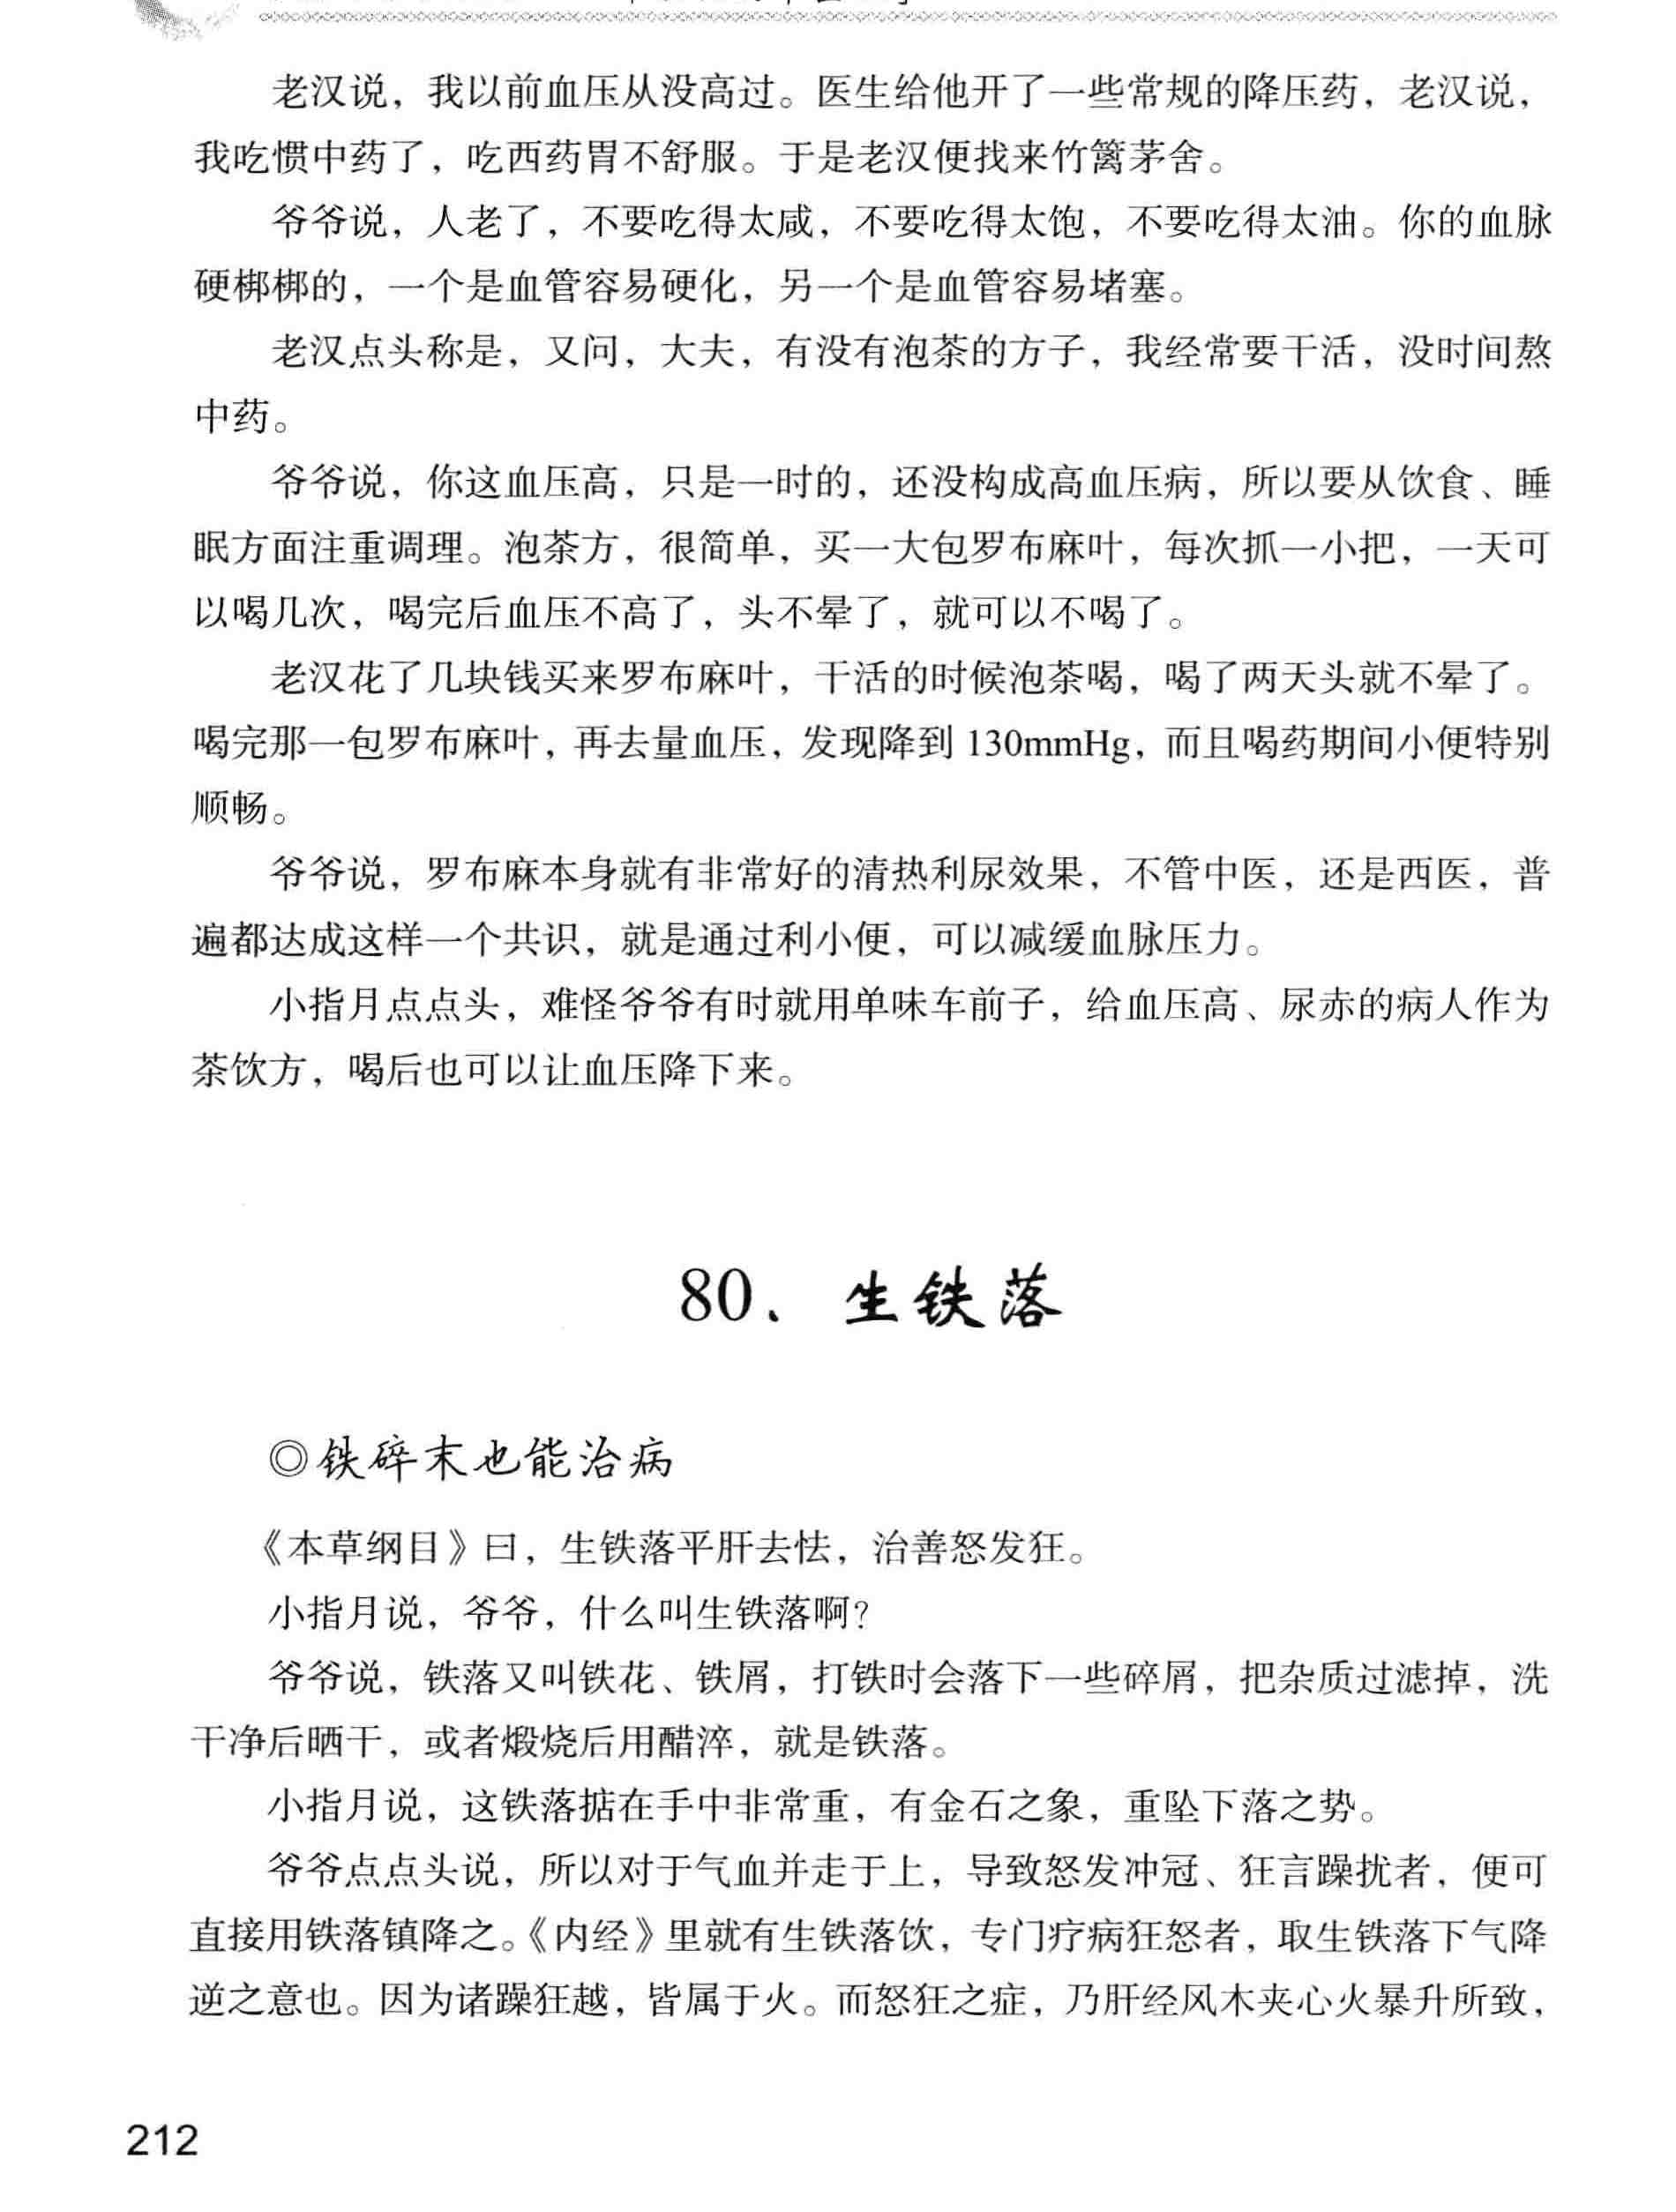 老汉说，我以前血压从没高过。医生给他开了一些常规的降压药，老汉说，
我吃惯中药了，吃西药胃不舒服。于是老汉便找来竹篱茅舍。
爷爷说，人老了，不要吃得太咸，不要吃得太饱，不要吃得太油。你的血脉
硬梆梆的，一个是血管容易硬化，另一个是血管容易堵塞。
老汉点头称是，又问，大夫，有没有泡茶的方子，我经常要干活，没时间熬
中药。
爷爷说，你这血压高，只是一时的，还没构成高血压病，所以要从饮食、睡
眠方面注重调理。泡茶方，很简单，买一大包罗布麻叶，每次抓一小把，一天可
以喝几次，喝完后血压不高了，头不晕了，就可以不喝了。
老汉花了几块钱买来罗布麻叶，干活的时候泡茶喝，喝了两天头就不晕了。
喝完那一包罗布麻叶，再去量血压，发现降到 130mmHg，而且喝药期间小便特别
顺畅。
爷爷说，罗布麻本身就有非常好的清热利尿效果，不管中医，还是西医，普
遍都达成这样一个共识，就是通过利小便，可以减缓血脉压力。
小指月点点头，难怪爷爷有时就用单味车前子，给血压高、尿赤的病人作为
茶饮方，喝后也可以让血压降下来。
80、生铁落
◎铁碎末也能治病
《本草纲目》曰，生铁落平肝去怯，治善怒发狂。
小指月说，爷爷，什么叫生铁落啊？
爷爷说，铁落又叫铁花、铁屑，打铁时会落下一些碎屑，把杂质过滤掉，洗
干净后晒干，或者煅烧后用醋淬，就是铁落。
小指月说，这铁落掂在手中非常重，有金石之象，重坠下落之势。
爷爷点点头说，所以对于气血并走于上，导致怒发冲冠、狂言躁扰者，便可
直接用铁落镇降之。《内经》里就有生铁落饮，专门疗病狂怒者，取生铁落下气降
逆之意也。因为诸躁狂越，皆属于火。而怒狂之症，乃肝经风木夹心火暴升所致，
212